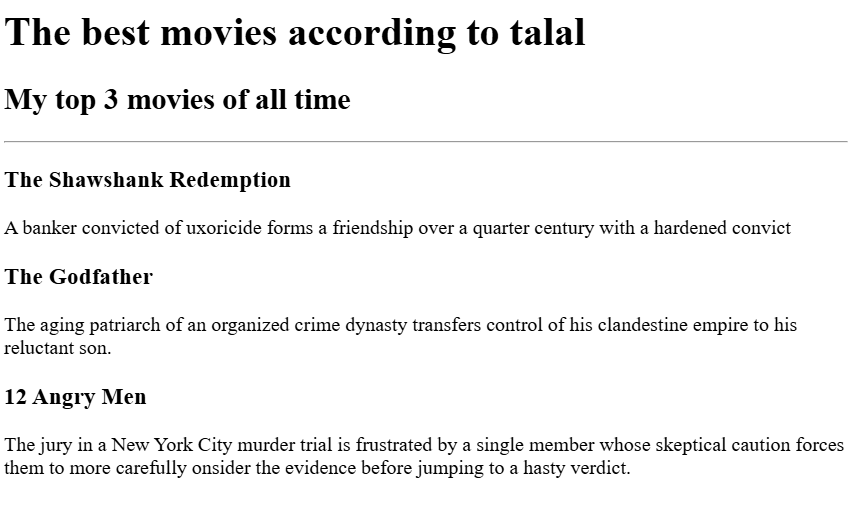 The best movies according to talal
My top 3 movies of all time
The Shawshank Redemption
A banker convicted of uxoricide forms a friendship over a quarter century with a hardened convict
The Godfather
The aging patriarch of an organized crime dynasty transfers control of his clandestine empire to his
reluctant son.
12 Angry Men
The jury in a New York City murder trial is frustrated by a single member whose skeptical caution forces
them to more carefully onsider the evidence before jumping to a hasty verdict.